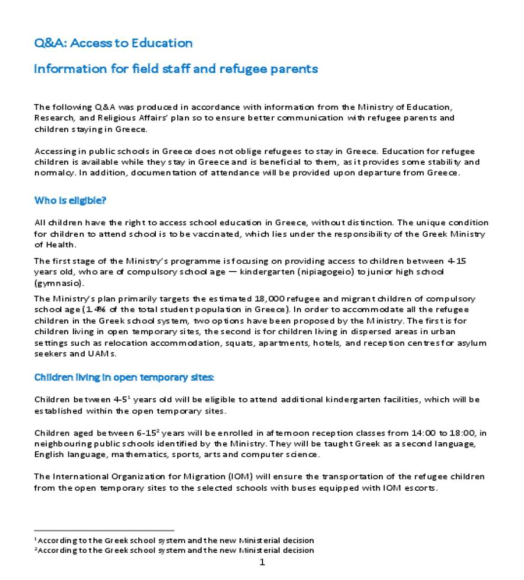 Q&A: Access to Education
Information for field staff and refugee parents
The following Q&A was produced in accordance with information from the Ministry of Education,
Research, and Religious Affairs' plan so to ensure better communication with refugee parents and
children staying in Greece.
Accessing in public schools in Greece does not oblige refugees to stay in Greece. Education for refugee
children is available while they stay in Greece and is beneficial to them, as it provides some stability and
normalcy. In addition, documentation of attendance will be provided upon departure from Greece.
Who is eligible?
All children have the right to access school education in Greece, without distinction. The unique condition
for children to attend school is to be vaccinated, which lies under the responsibility of the Greek Ministry
of Health.
The first stage of the Ministry's programme is focusing on providing access to children between 4-15
years old, who are of compulsory school age — kindergarten (nipiagogeio) to junior high school
(gymnasio).
The Ministry's plan primarily targets the estimated 18,000 refugee and migrant children of compulsory
school age (1.4% of the total student population in Greece). In order to accommodate all the refugee
children in the Greek school system, two options have been proposed by the Ministry. The first is for
children living in open temporary sites, the second is for children living in dispersed areas in urban
settings such as relocation accommodation, squats, apartments, hotels, and reception centres for asylum
seekers and UAMs.
Children living in open temporary sites:
Children between 4-5¹ years old will be eligible to attend additional kindergarten facilities, which will be
established within the open temporary sites.
Children aged between 6-15² years will be enrolled in afternoon reception classes from 14:00 to 18:00, in
neighbouring public schools identified by the Ministry. They will be taught Greek as a second language,
English language, mathematics, sports, arts and computer science.
The International Organization for Migration (IOM) will ensure the transportation of the refugee children
from the open temporary sites to the selected schools with buses equipped with IOM escorts.
¹According to the Greek school system and the new Ministerial decision
²According to the Greek school system and the new Ministerial decision
1